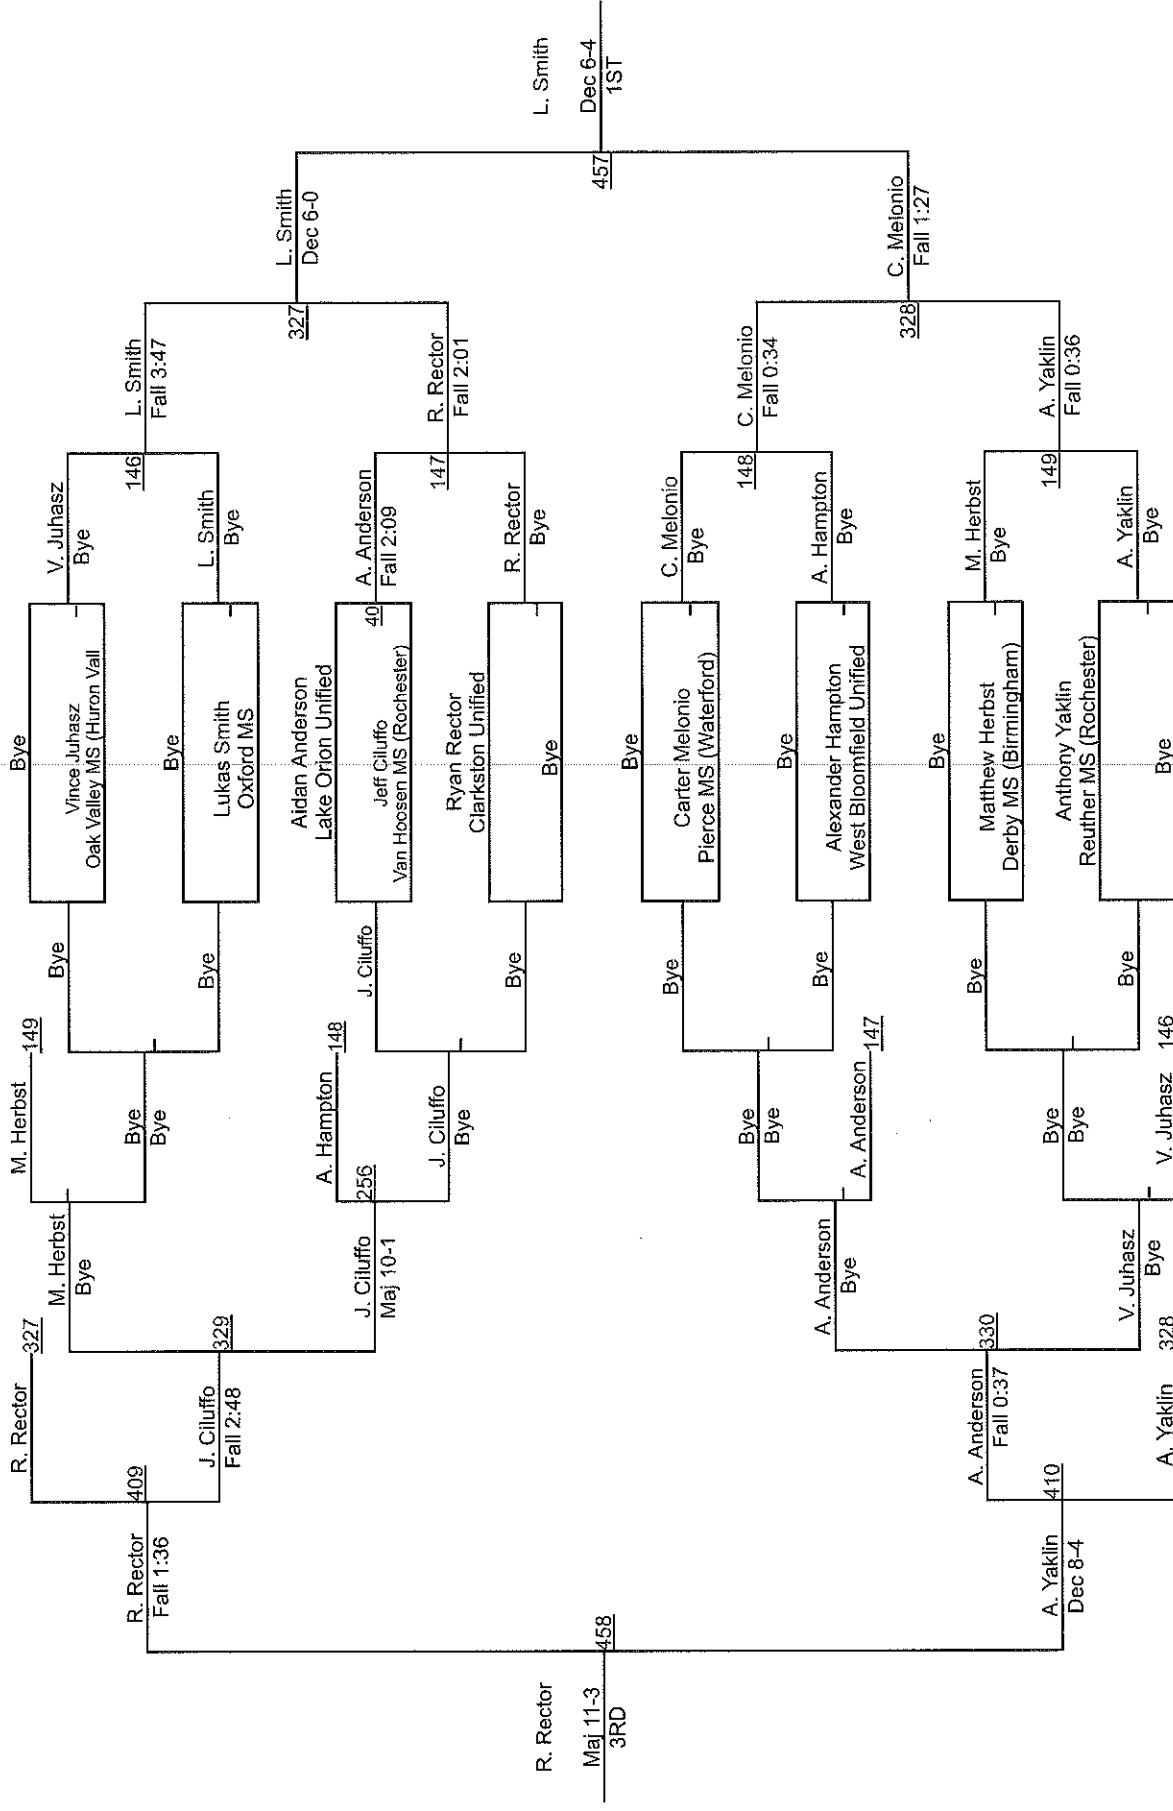 L. Smith
Dec 6-4
1ST
457
L. Smith
Dec 6-0
C. Melonio
Fall 1:27
327
328
L. Smith
Fall 3:47
R. Rector
Fall 2:01
C. Melonio
Fall 0:34
A. Yaklin
Fall 0:36
146
147
148
149
V. Juhasz
Bye
L. Smith
Bye
A. Anderson
Fall 2:09
R. Rector
Bye
C. Melonio
Bye
A. Hampton
Bye
M. Herbst
Bye
A. Yaklin
Bye
Bye
Vince Juhasz
Oak Valley MS (Huron Vall
Bye
Lukas Smith
Oxford MS
Aidan Anderson
Lake Orion Unified
40
Jeff Ciluffo
Van Hoosen MS (Rochester)
Ryan Rector
Clarkston Unified
Bye
Bye
Carter Melonio
Pierce MS (Waterford)
Bye
Alexander Hampton
West Bloomfield Unified
Bye
Matthew Herbst
Derby MS (Birmingham)
Anthony Yaklin
Reuther MS (Rochester)
Bye
Bye
Bye
J. Ciluffo
Bye
Bye
Bye
Bye
Bye
M. Herbst
149
Bye
Bye
A. Hampton
148
J. Ciluffo
Bye
Bye
Bye
A. Anderson
147
Bye
Bye
V. Juhasz
146
M. Herbst
Bye
256
J. Ciluffo
Maj 10-1
A. Anderson
Bye
V. Juhasz
Bye
R. Rector
327
329
J. Ciluffo
Fall 2:48
330
A. Anderson
Fall 0:37
A. Yaklin
328
409
R. Rector
Fall 1:36
410
A. Yaklin
Dec 8-4
458
R. Rector
Maj 11-3
3RD